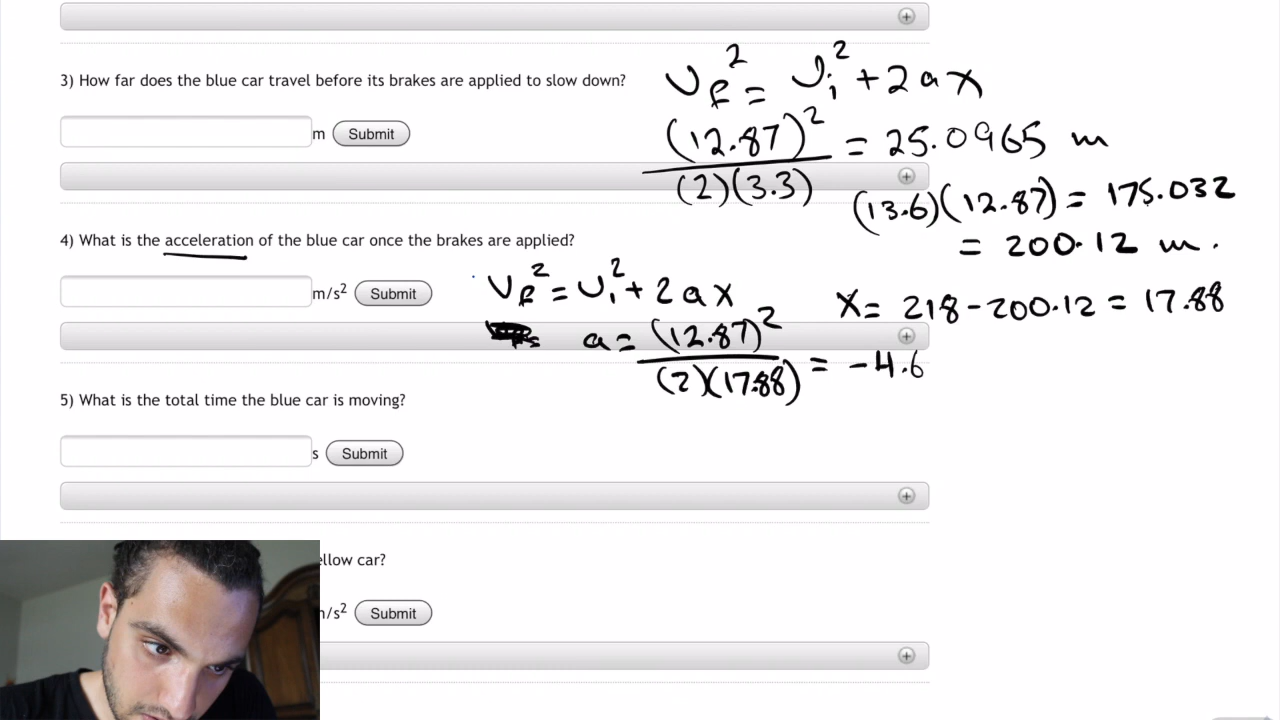 3) How far does the blue car travel before its brakes are applied to slow down?
m Submit
4) What is the acceleration of the blue car once the brakes are applied?
m/s² Submit
5) What is the total time the blue car is moving?
s Submit
ellow car?
m/s² Submit
v_f² = v_i² + 2ax
(12.87)² / (2)(3.3) = 25.0965 m
(13.6)(12.87) = 175.032
= 200.12 m.
v_f² = v_i² + 2ax
x = 218 - 200.12 = 17.88
a = (12.87)² / (2)(17.88) = -4.6